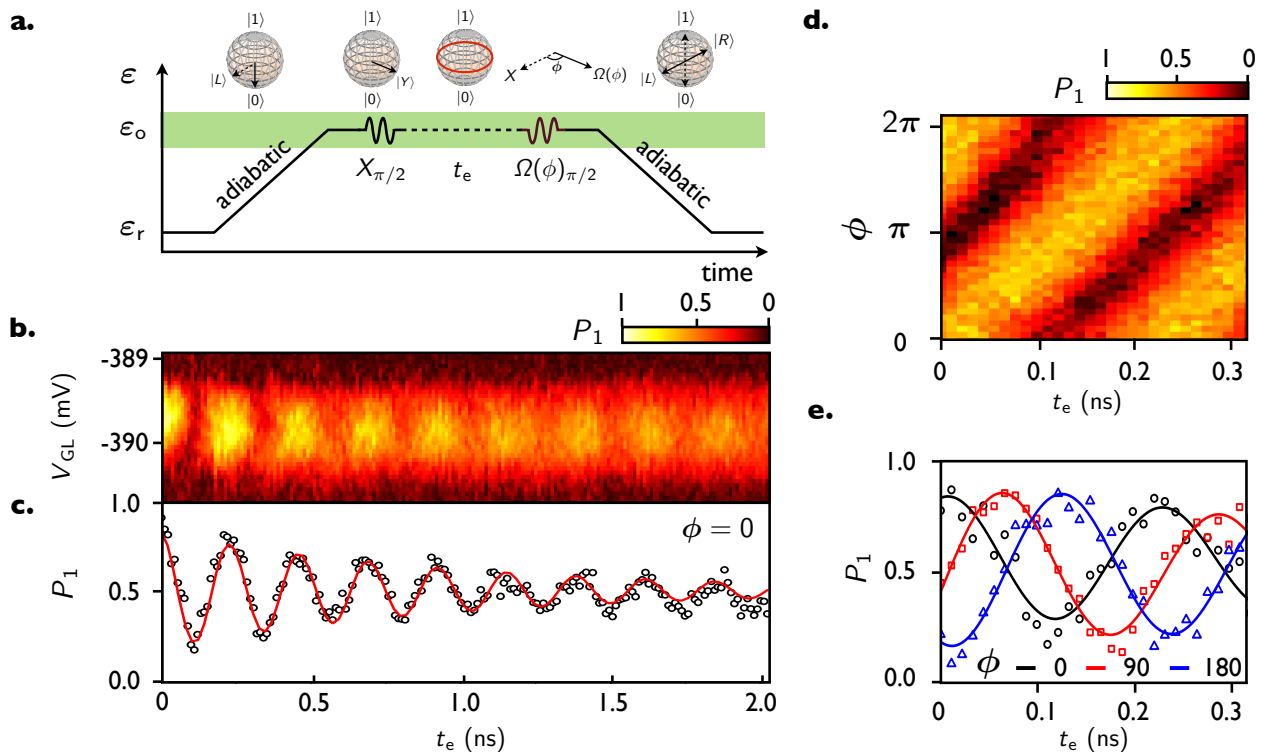 a.
|1⟩ |1⟩ |1⟩ |1⟩
|L⟩ |Y⟩ X ϕ Ω(ϕ) |L⟩ |R⟩
|0⟩ |0⟩ |0⟩ |0⟩
ε
ε₀
adiabatic
X_{π/2}
tₑ
Ω(ϕ)_{π/2}
adiabatic
εᵣ
time
b.
P₁
1 0.5 0
-389
-390
V_GL (mV)
c.
1.0
0.5
0.0
P₁
ϕ = 0
0 0.5 1.0 1.5 2.0
tₑ (ns)
d.
P₁
1 0.5 0
2π
ϕ π
0
0 0.1 0.2 0.3
tₑ (ns)
e.
1.0
0.5
0.0
P₁
ϕ 0 90 180
0 0.1 0.2 0.3
tₑ (ns)